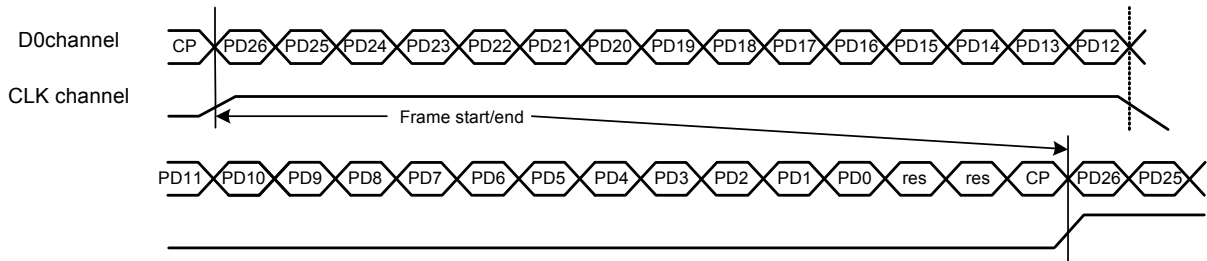 D0channel CP PD26 PD25 PD24 PD23 PD22 PD21 PD20 PD19 PD18 PD17 PD16 PD15 PD14 PD13 PD12
CLK channel
Frame start/end
PD11 PD10 PD9 PD8 PD7 PD6 PD5 PD4 PD3 PD2 PD1 PD0 res res CP PD26 PD25